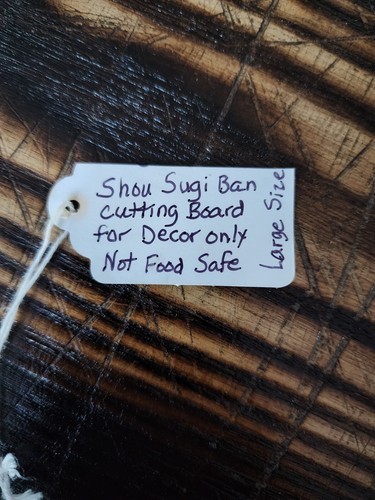 Shou Sugi Ban
cutting Board
for Decor only
Not Food Safe
Large Size